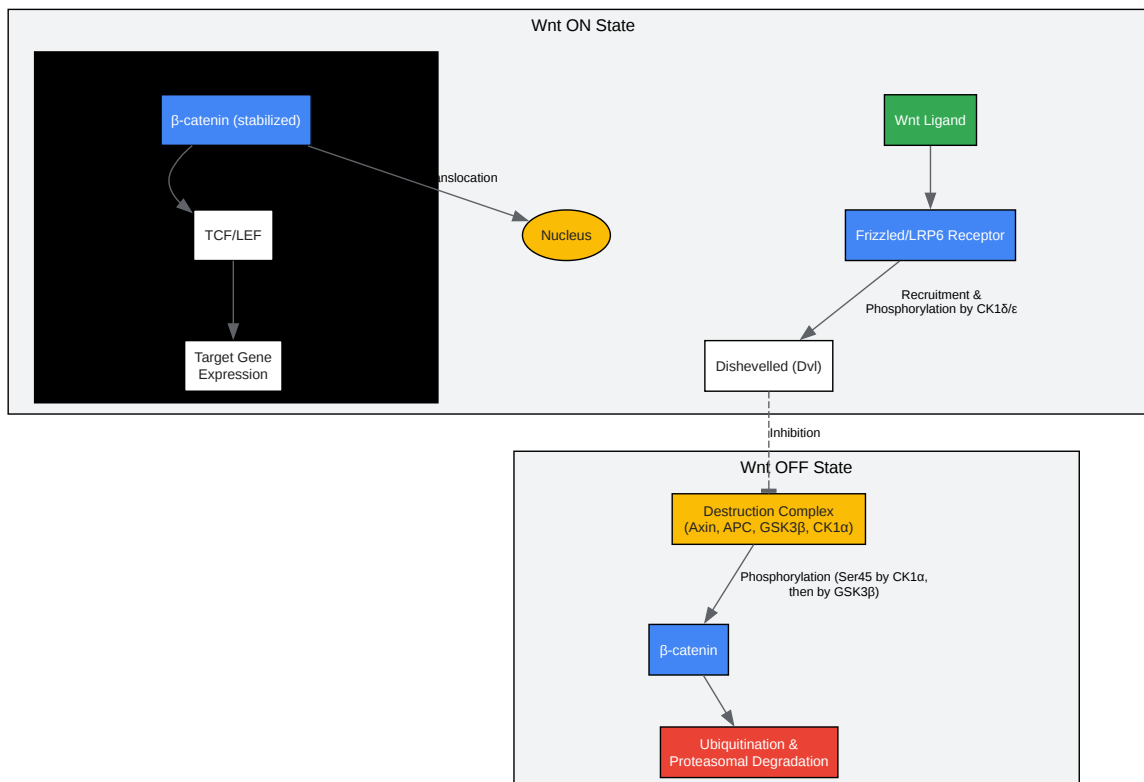 Wnt ON State
β-catenin (stabilized)
Wnt Ligand
TCF/LEF
Nucleus
Frizzled/LRP6 Receptor
Recruitment &
Phosphorylation by CK1δ/ε
Target Gene
Expression
Dishevelled (Dvl)
Inhibition
Wnt OFF State
Destruction Complex
(Axin, APC, GSK3β, CK1α)
Phosphorylation (Ser45 by CK1α,
then by GSK3β)
β-catenin
Ubiquitination &
Proteasomal Degradation